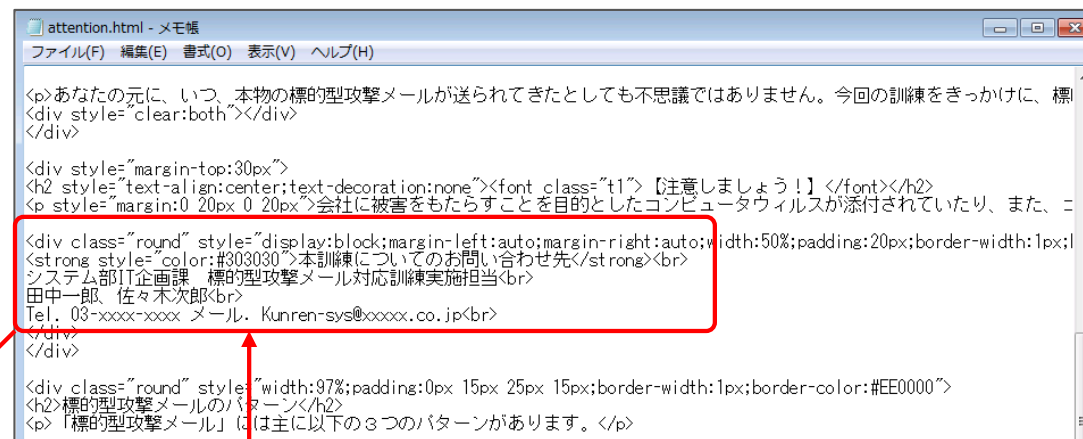 attention.html - メモ帳
ファイル(F) 編集(E) 書式(O) 表示(V) ヘルプ(H)
<p>あなたの元に、いつ、本物の標的型攻撃メールが送られてきたとしても不思議ではありません。今回の訓練をきっかけに、標
<div style="clear:both"></div>
</div>
<div style="margin-top:30px">
<h2 style="text-align:center;text-decoration:none"><font class="t1">【注意しましょう！】</font></h2>
<p style="margin:0 20px 0 20px">会社に被害をもたらすことを目的としたコンピュータウィルスが添付されていたり、また、コ
<div class="round" style="display:block;margin-left:auto;margin-right:auto;width:50%;padding:20px;border-width:1px;
<strong style="color:#303030">本訓練についてのお問い合わせ先</strong><br>
システム部IT企画課　標的型攻撃メール対応訓練実施担当<br>
田中一郎、佐々木次郎<br>
Tel. 03-xxxx-xxxx メール. Kunren-sys@xxxxx.co.jp<br>
</div>
</div>
<div class="round" style="width:97%;padding:0px 15px 25px 15px;border-width:1px;border-color:#EE0000">
<h2>標的型攻撃メールのパターン</h2>
<p>「標的型攻撃メール」には主に以下の３つのパターンがあります。</p>